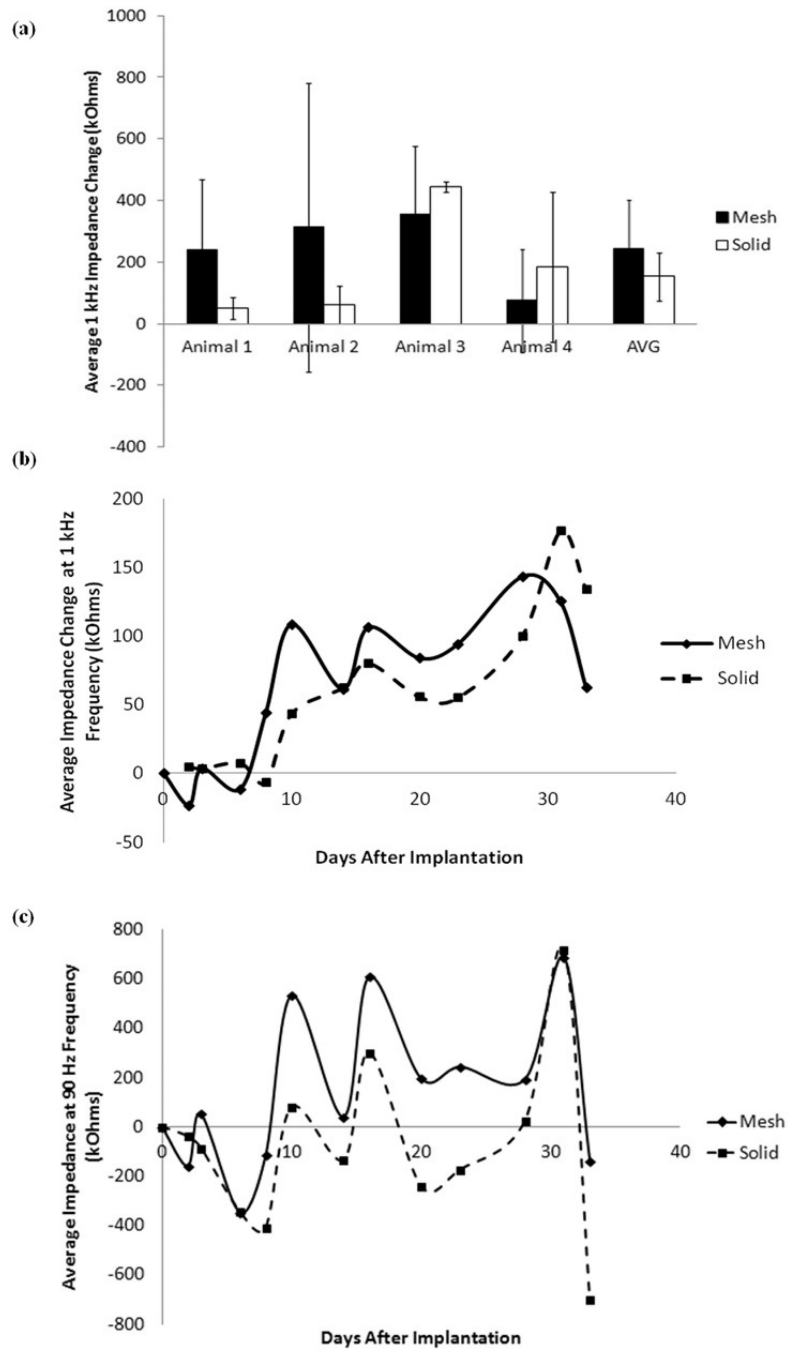 (a)
Average 1 kHz Impedance Change (kOhms)
1000
800
600
400
200
0
-200
-400
Animal 1
Animal 2
Animal 3
Animal 4
AVG
Mesh
Solid
(b)
Average Impedance Change at 1 kHz
Frequency (kOhms)
200
150
100
50
0
-50
0
10
20
30
40
Mesh
Solid
Days After Implantation
(c)
Average Impedance at 90 Hz Frequency
(kOhms)
800
600
400
200
0
-200
-400
-600
-800
0
10
20
30
40
Mesh
Solid
Days After Implantation